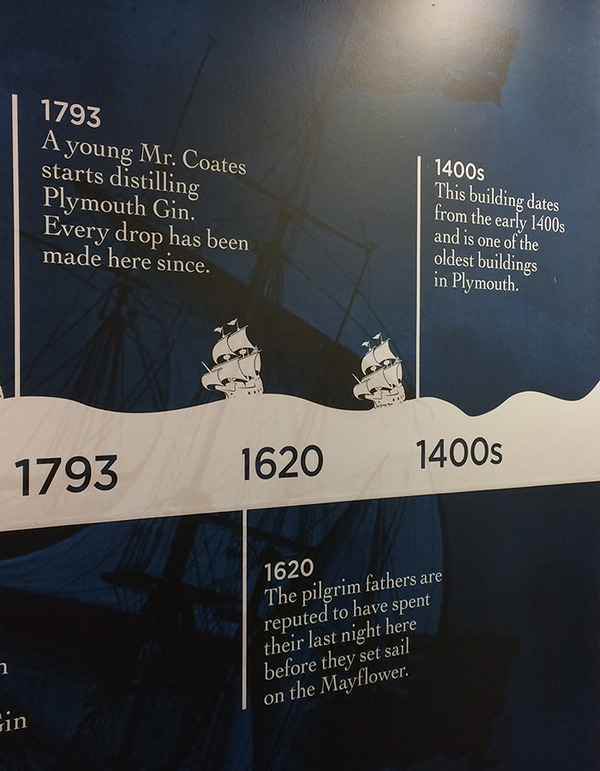 1793
A young Mr. Coates
starts distilling
Plymouth Gin.
Every drop has been
made here since.
1400s
This building dates
from the early 1400s
and is one of the
oldest buildings
in Plymouth.
1793
1620
1400s
1620
The pilgrim fathers are
reputed to have spent
their last night here
before they set sail
on the Mayflower.
Gin